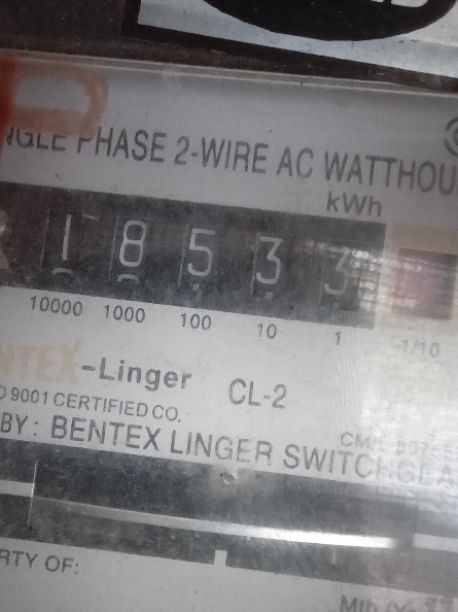 NGLE PHASE 2-WIRE AC WATTHOU
kWh
1 8 5 3 3
10000 1000 100 10 1 1/10
NTEX-Linger CL-2
9001 CERTIFIED CO.
BY: BENTEX LINGER SWITCHGEA
RTY OF: